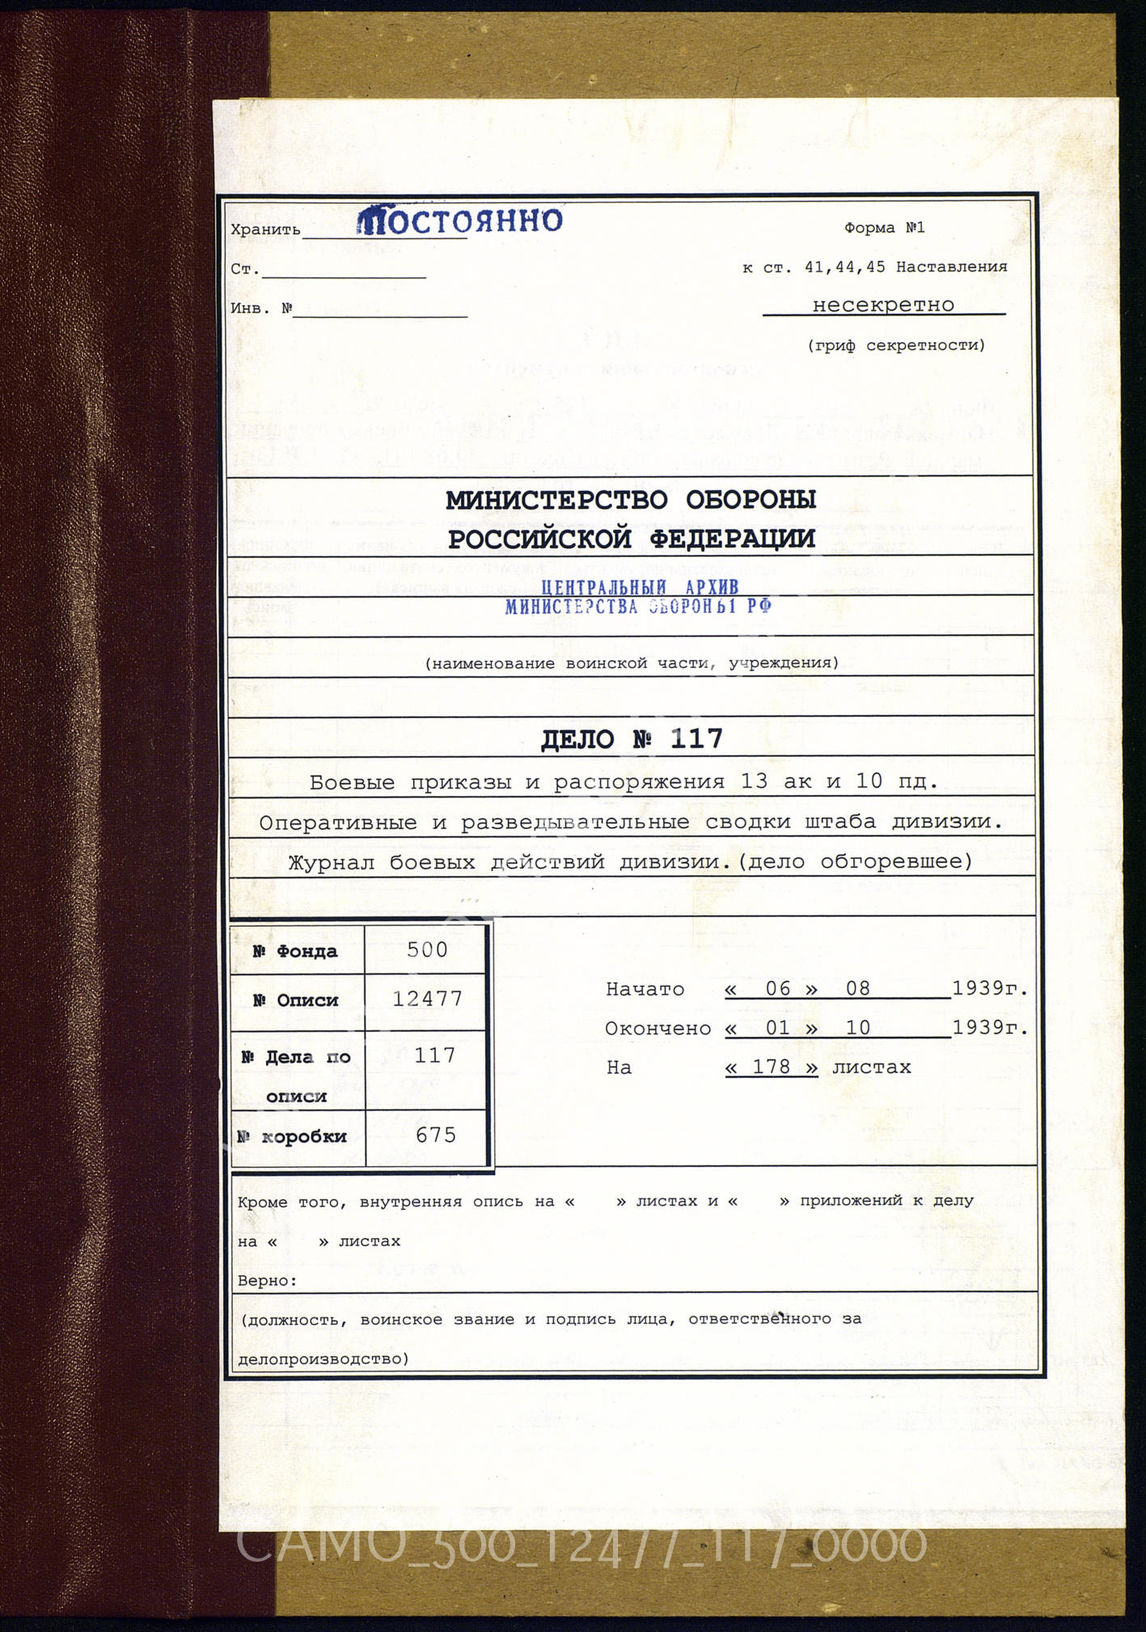 Хранить ПОСТОЯННО
Форма №1
Ст.
к ст. 41,44,45 Наставления
Инв. №
несекретно
(гриф секретности)
МИНИСТЕРСТВО ОБОРОНЫ
РОССИЙСКОЙ ФЕДЕРАЦИИ
ЦЕНТРАЛЬНЫЙ АРХИВ
МИНИСТЕРСТВА ОБОРОНЫ РФ
(наименование воинской части, учреждения)
ДЕЛО № 117
Боевые приказы и распоряжения 13 ак и 10 пд.
Оперативные и разведывательные сводки штаба дивизии.
Журнал боевых действий дивизии.(дело обгоревшее)
№ Фонда 500
№ Описи 12477
№ Дела по 117
описи
№ коробки 675
Начато « 06 » 08 1939г.
Окончено « 01 » 10 1939г.
На « 178 » листах
Кроме того, внутренняя опись на « » листах и « » приложений к делу
на « » листах
Верно:
(должность, воинское звание и подпись лица, ответственного за
делопроизводство)
CAMO_500_12477_117_0000